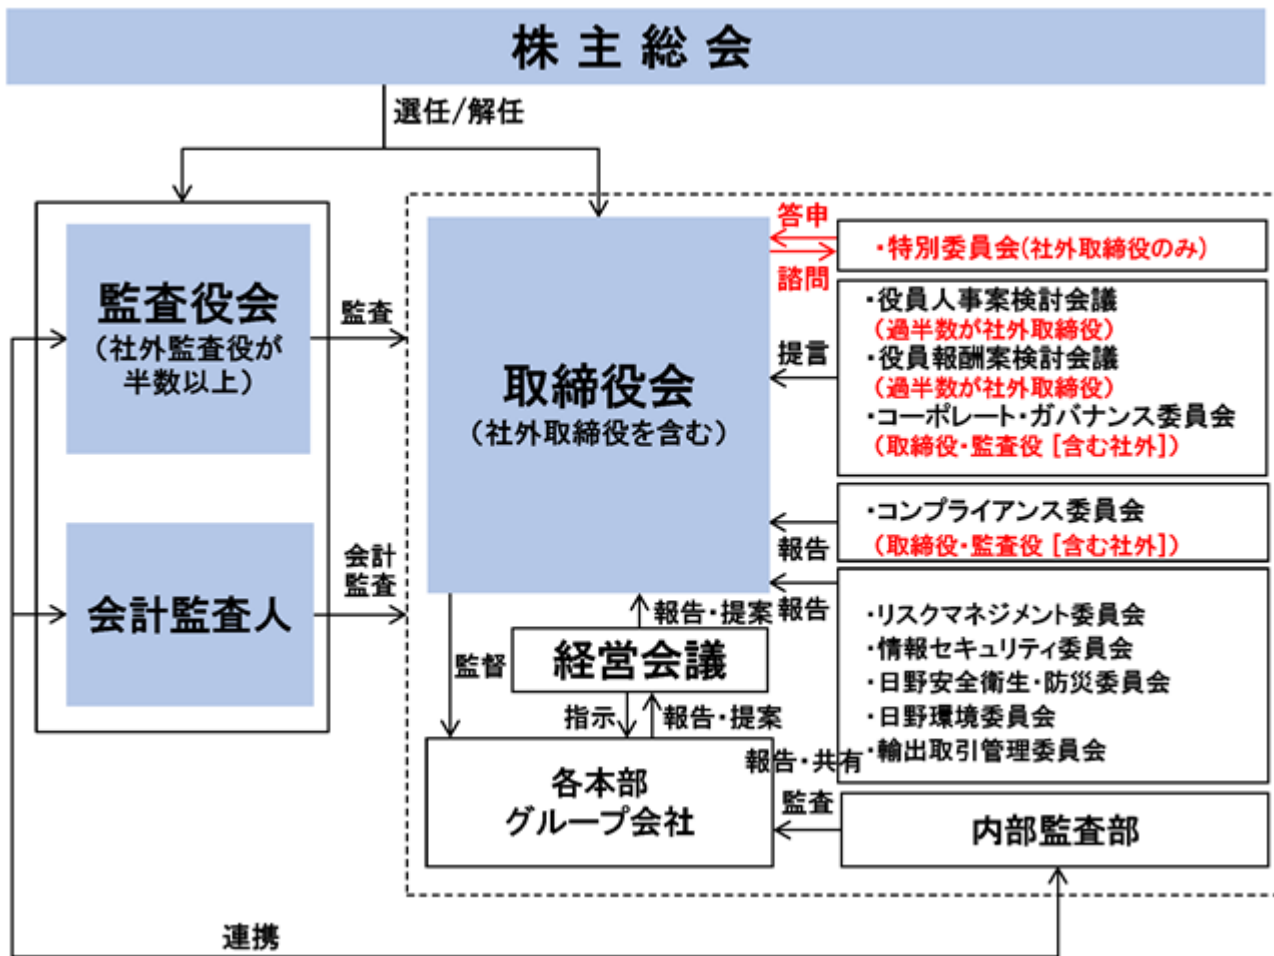 株主総会
選任/解任
監査役会
（社外監査役が
半数以上）
監査
会計監査人
会計
監査
取締役会
（社外取締役を含む）
答申
諮問
・特別委員会(社外取締役のみ)
提言
・役員人事案検討会議
（過半数が社外取締役）
・役員報酬案検討会議
（過半数が社外取締役）
・コーポレート・ガバナンス委員会
（取締役・監査役 [含む社外]）
報告
・コンプライアンス委員会
（取締役・監査役 [含む社外]）
報告
・リスクマネジメント委員会
・情報セキュリティ委員会
・日野安全衛生・防災委員会
・日野環境委員会
・輸出取引管理委員会
報告・提案
経営会議
監督
指示
報告・提案
報告・共有
各本部
グループ会社
監査
内部監査部
連携